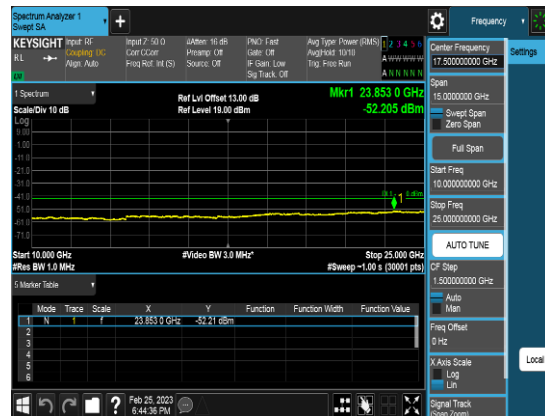 Spectrum Analyzer 1
Swept SA
Frequency
KEYSIGHT
Input: RF
Coupling: DC
Align: Auto
Input Z: 50 Ω
Corr CCorr
Freq Ref: Int (S)
#Atten: 16 dB
Preamp: Off
Source: Off
PNO: Fast
Gate: Off
IF Gain: Low
Sig Track: Off
Avg Type: Power (RMS)
Avg|Hold: 10/10
Trig: Free Run
1 2 3 4 5 6
A W W W W W
A N N N N N
1 Spectrum
Scale/Div 10 dB
Ref Lvl Offset 13.00 dB
Ref Level 19.00 dBm
Mkr1 23.853 0 GHz
-52.205 dBm
Log
9.00
1.00
-11.0
-21.0
-31.0
-41.0
-51.0
-61.0
-71.0
1
Start 10.000 GHz
#Res BW 1.0 MHz
#Video BW 3.0 MHz*
Stop 25.000 GHz
#Sweep ~1.00 s (30001 pts)
5 Marker Table
Mode Trace Scale X Y Function Function Width Function Value
1 N 1 f 23.853 0 GHz -52.21 dBm
2
3
4
5
6
Center Frequency
17.500000000 GHz
Settings
Span
15.0000000 GHz
Swept Span
Zero Span
Full Span
Start Freq
10.000000000 GHz
Stop Freq
25.000000000 GHz
AUTO TUNE
CF Step
1.500000000 GHz
Auto
Man
Freq Offset
0 Hz
X Axis Scale
Log
Lin
Local
Signal Track
(Span Zoom)
?
Feb 25, 2023
6:44:36 PM